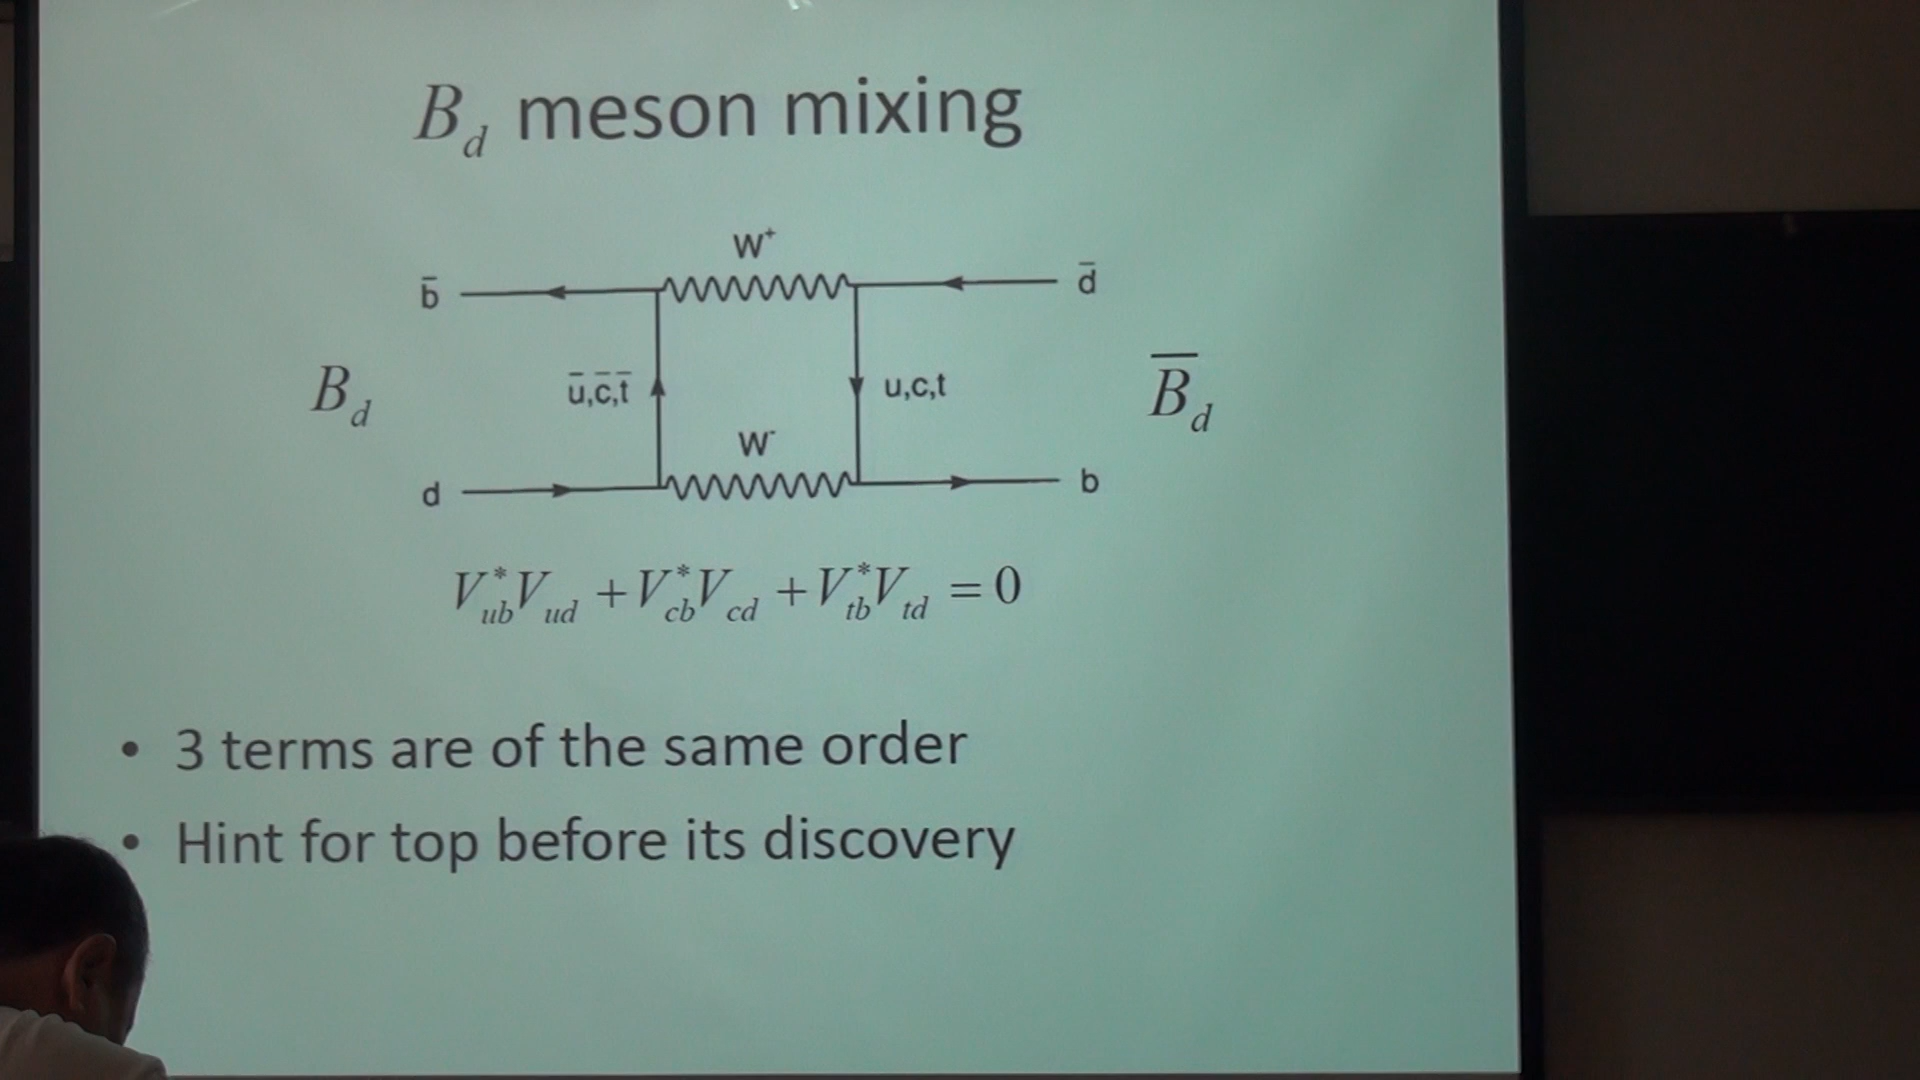 B_d meson mixing
W⁺
b̄ d̄
B_d ū,c̄,t̄ u,c,t B̄_d
W⁻
d b
V*_ub V_ud + V*_cb V_cd + V*_tb V_td = 0
• 3 terms are of the same order
• Hint for top before its discovery